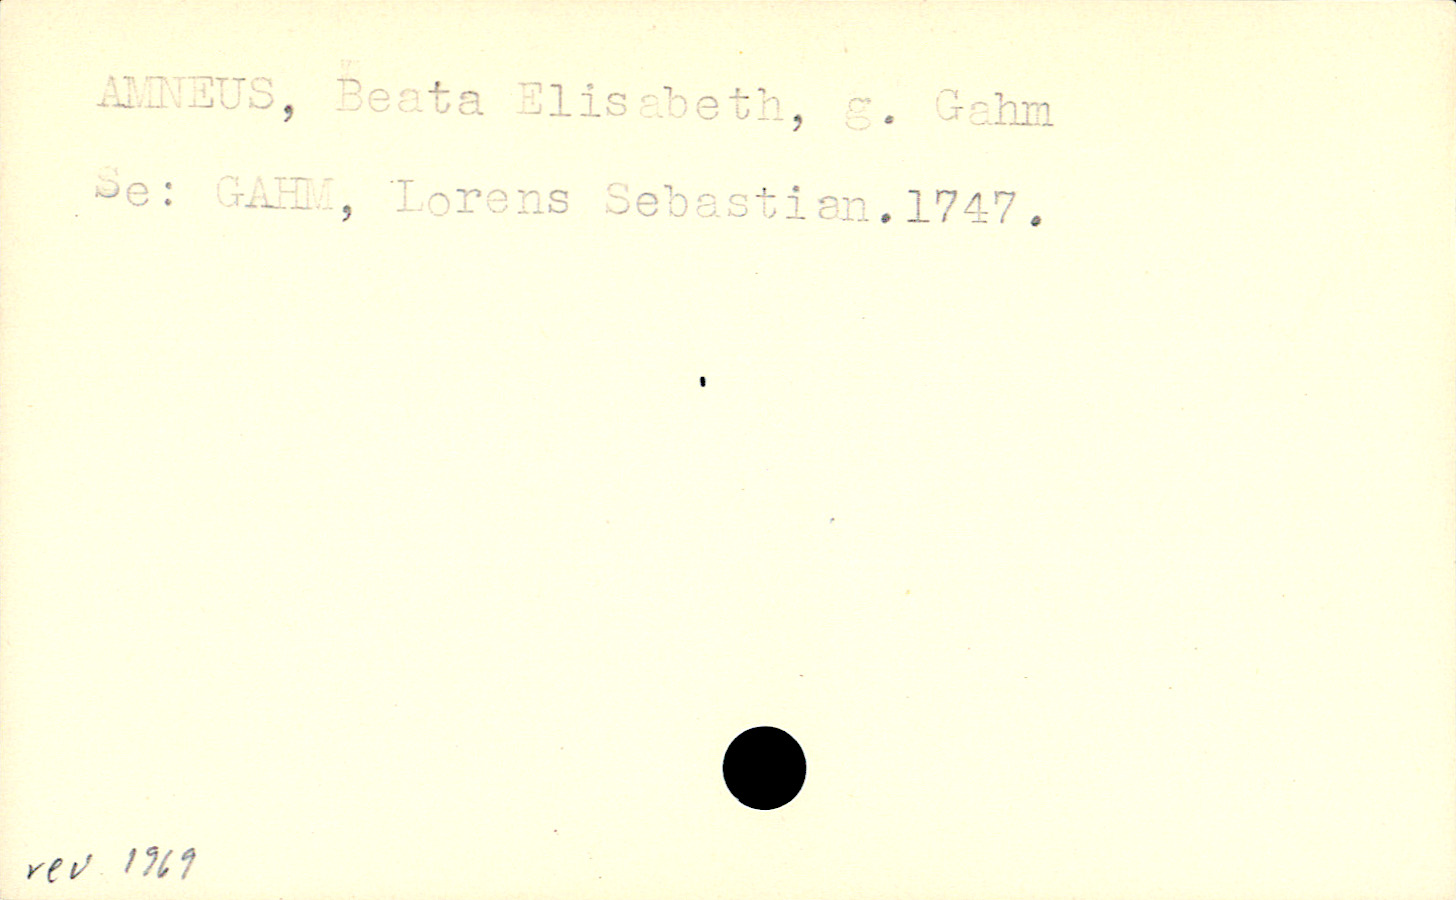 AMNEUS, Beata Elisabeth, g. Gahm
Se: GAHM, Lorens Sebastian.1747.
rev 1969